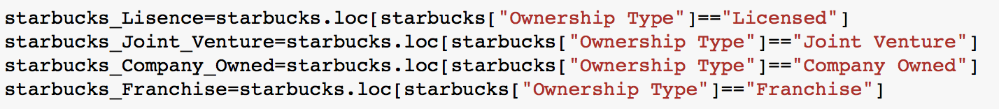 starbucks_Lisence=starbucks.loc[starbucks["Ownership Type"]=="Licensed"]
starbucks_Joint_Venture=starbucks.loc[starbucks["Ownership Type"]=="Joint Venture"]
starbucks_Company_Owned=starbucks.loc[starbucks["Ownership Type"]=="Company Owned"]
starbucks_Franchise=starbucks.loc[starbucks["Ownership Type"]=="Franchise"]